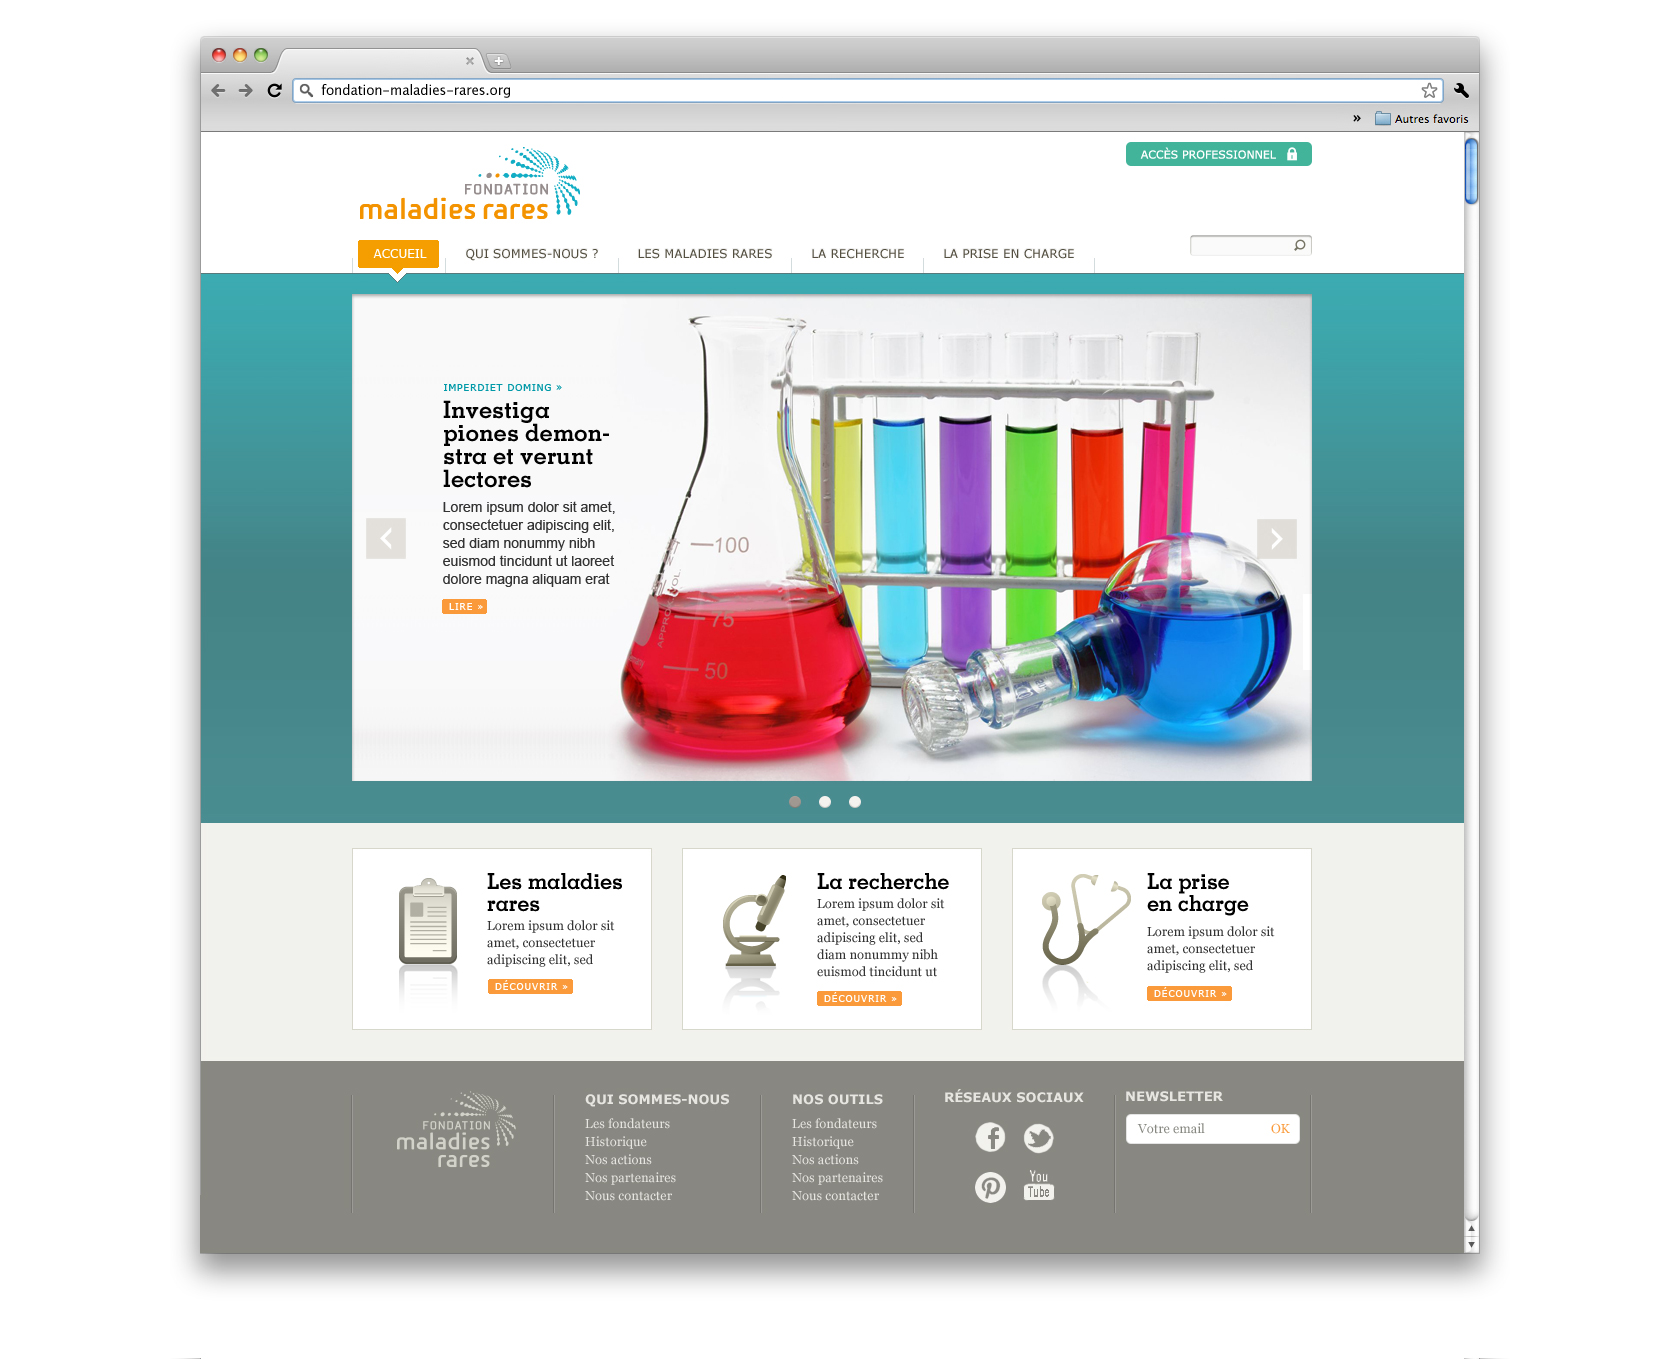 fondation-maladies-rares.org
» Autres favoris
FONDATION
maladies rares
ACCÈS PROFESSIONNEL
ACCUEIL
QUI SOMMES-NOUS ?
LES MALADIES RARES
LA RECHERCHE
LA PRISE EN CHARGE
IMPERDIET DOMING »
Investiga
piones demon-
stra et verunt
lectores
Lorem ipsum dolor sit amet,
consectetuer adipiscing elit,
sed diam nonummy nibh
euismod tincidunt ut laoreet
dolore magna aliquam erat
LIRE »
100
75
50
Les maladies
rares
Lorem ipsum dolor sit
amet, consectetuer
adipiscing elit, sed
DÉCOUVRIR »
La recherche
Lorem ipsum dolor sit
amet, consectetuer
adipiscing elit, sed
diam nonummy nibh
euismod tincidunt ut
DÉCOUVRIR »
La prise
en charge
Lorem ipsum dolor sit
amet, consectetuer
adipiscing elit, sed
DÉCOUVRIR »
FONDATION
maladies
rares
QUI SOMMES-NOUS
Les fondateurs
Historique
Nos actions
Nos partenaires
Nous contacter
NOS OUTILS
Les fondateurs
Historique
Nos actions
Nos partenaires
Nous contacter
RÉSEAUX SOCIAUX
You
Tube
NEWSLETTER
Votre email OK